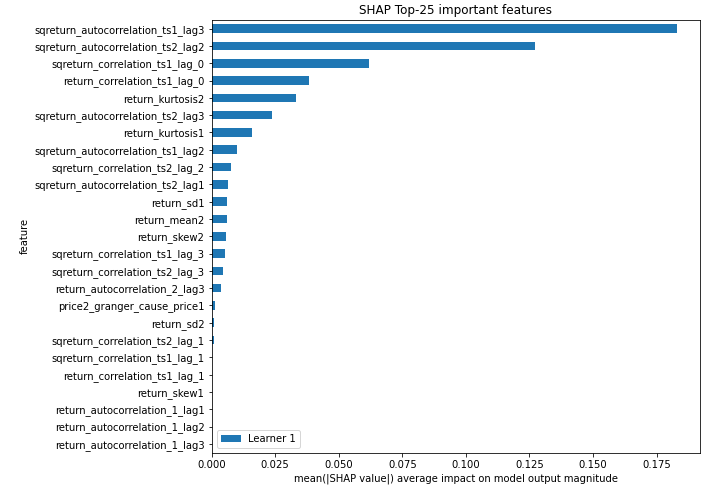 SHAP Top-25 important features
sqreturn_autocorrelation_ts1_lag3
sqreturn_autocorrelation_ts2_lag2
sqreturn_correlation_ts1_lag_0
return_correlation_ts1_lag_0
return_kurtosis2
sqreturn_autocorrelation_ts2_lag3
return_kurtosis1
sqreturn_autocorrelation_ts1_lag2
sqreturn_correlation_ts2_lag_2
sqreturn_autocorrelation_ts2_lag1
return_sd1
return_mean2
return_skew2
sqreturn_correlation_ts1_lag_3
sqreturn_correlation_ts2_lag_3
return_autocorrelation_2_lag3
price2_granger_cause_price1
return_sd2
sqreturn_correlation_ts2_lag_1
sqreturn_correlation_ts1_lag_1
return_correlation_ts1_lag_1
return_skew1
return_autocorrelation_1_lag1
return_autocorrelation_1_lag2
return_autocorrelation_1_lag3
feature
Learner 1
0.000 0.025 0.050 0.075 0.100 0.125 0.150 0.175
mean(|SHAP value|) average impact on model output magnitude